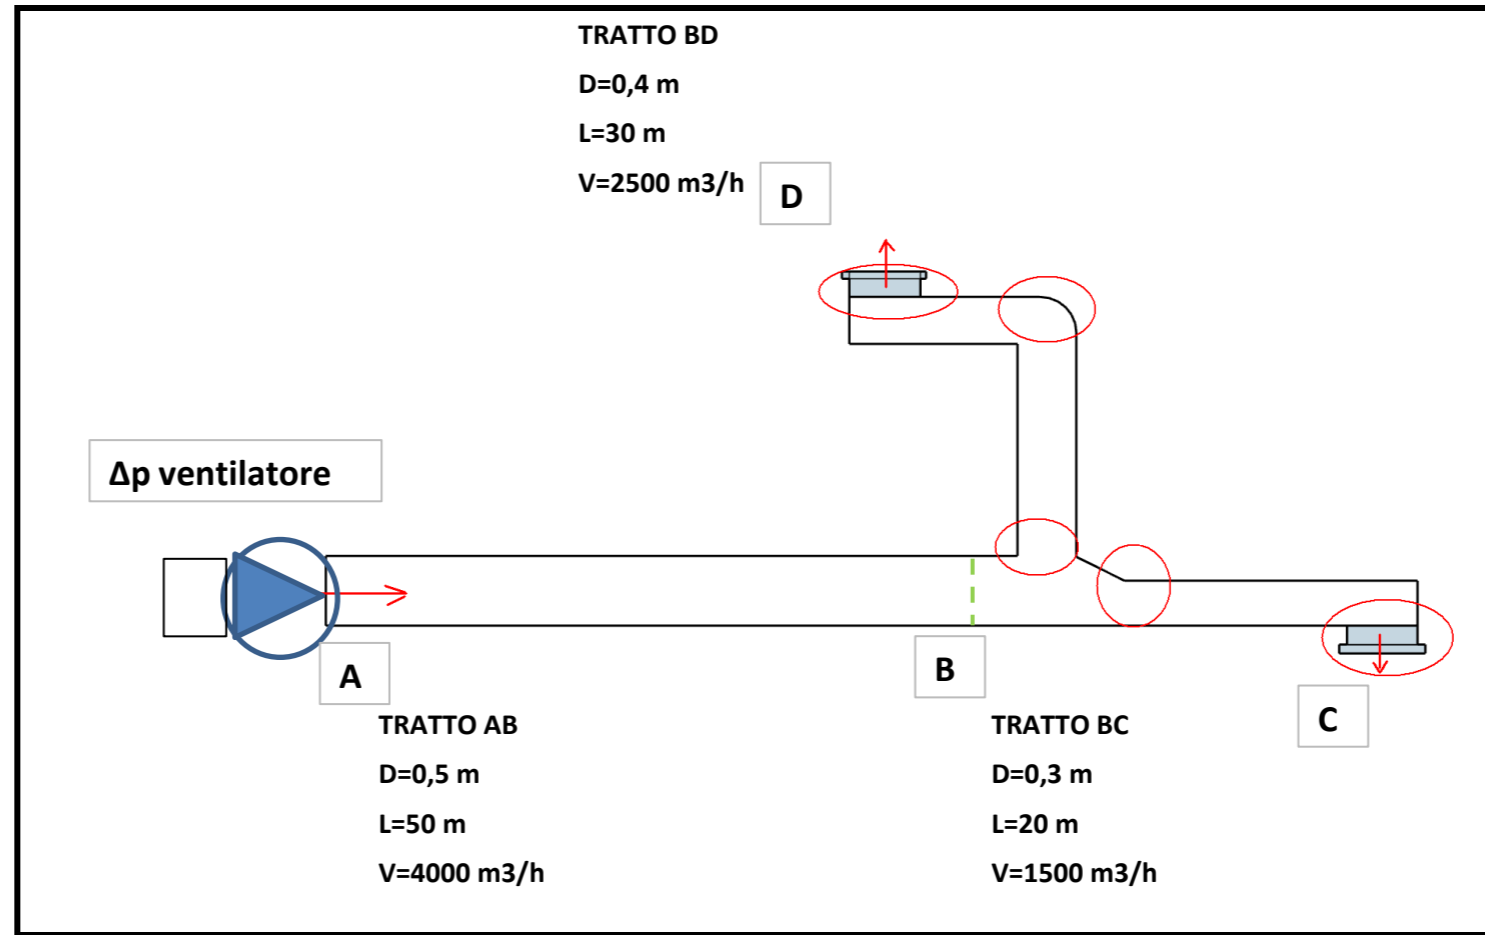 TRATTO BD
D=0,4 m
L=30 m
V=2500 m3/h
D
Δp ventilatore
A
B
C
TRATTO AB
D=0,5 m
L=50 m
V=4000 m3/h
TRATTO BC
D=0,3 m
L=20 m
V=1500 m3/h